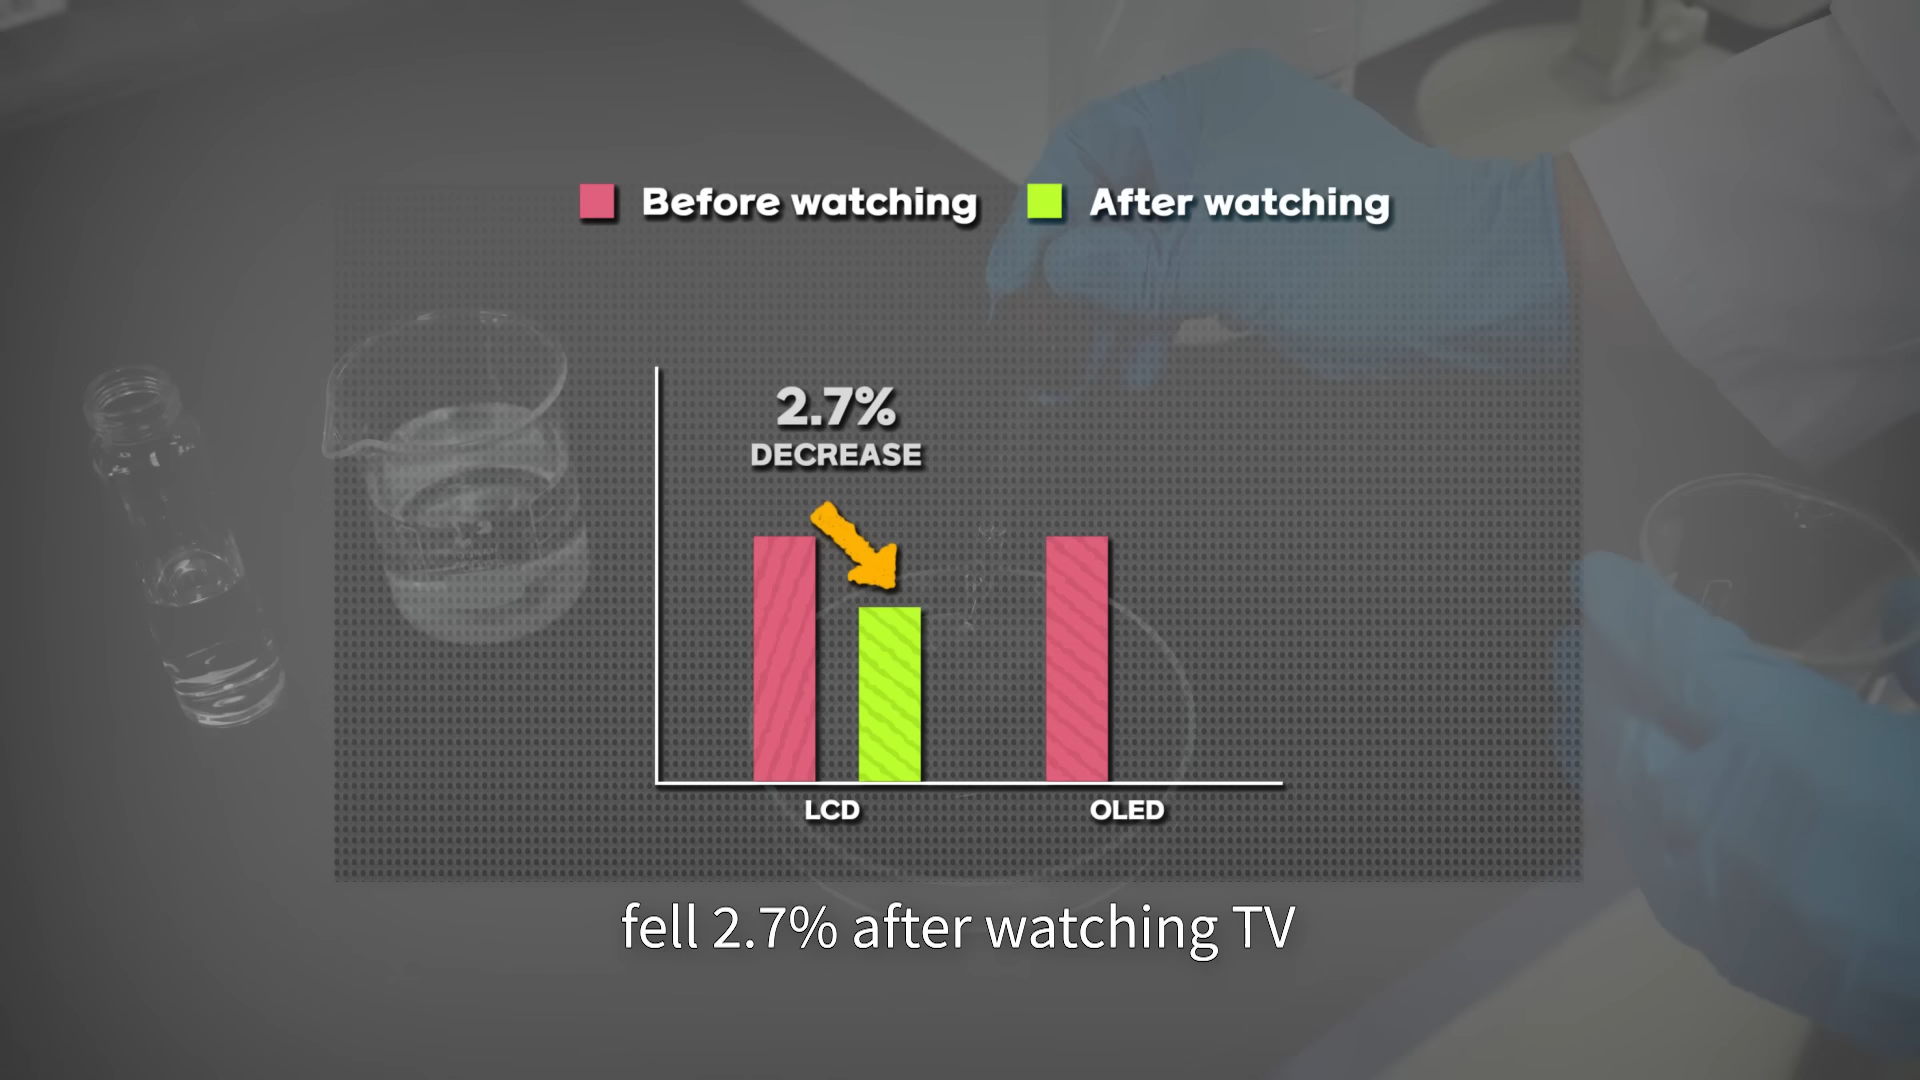 Before watching
After watching
2.7%
DECREASE
LCD
OLED
fell 2.7% after watching TV